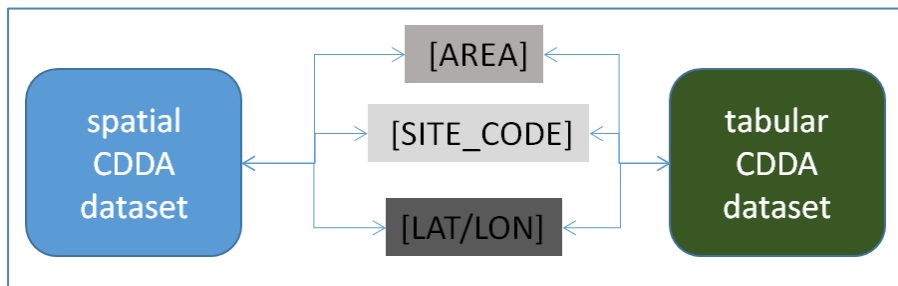 spatial
CDDA
dataset
[AREA]
[SITE_CODE]
[LAT/LON]
tabular
CDDA
dataset